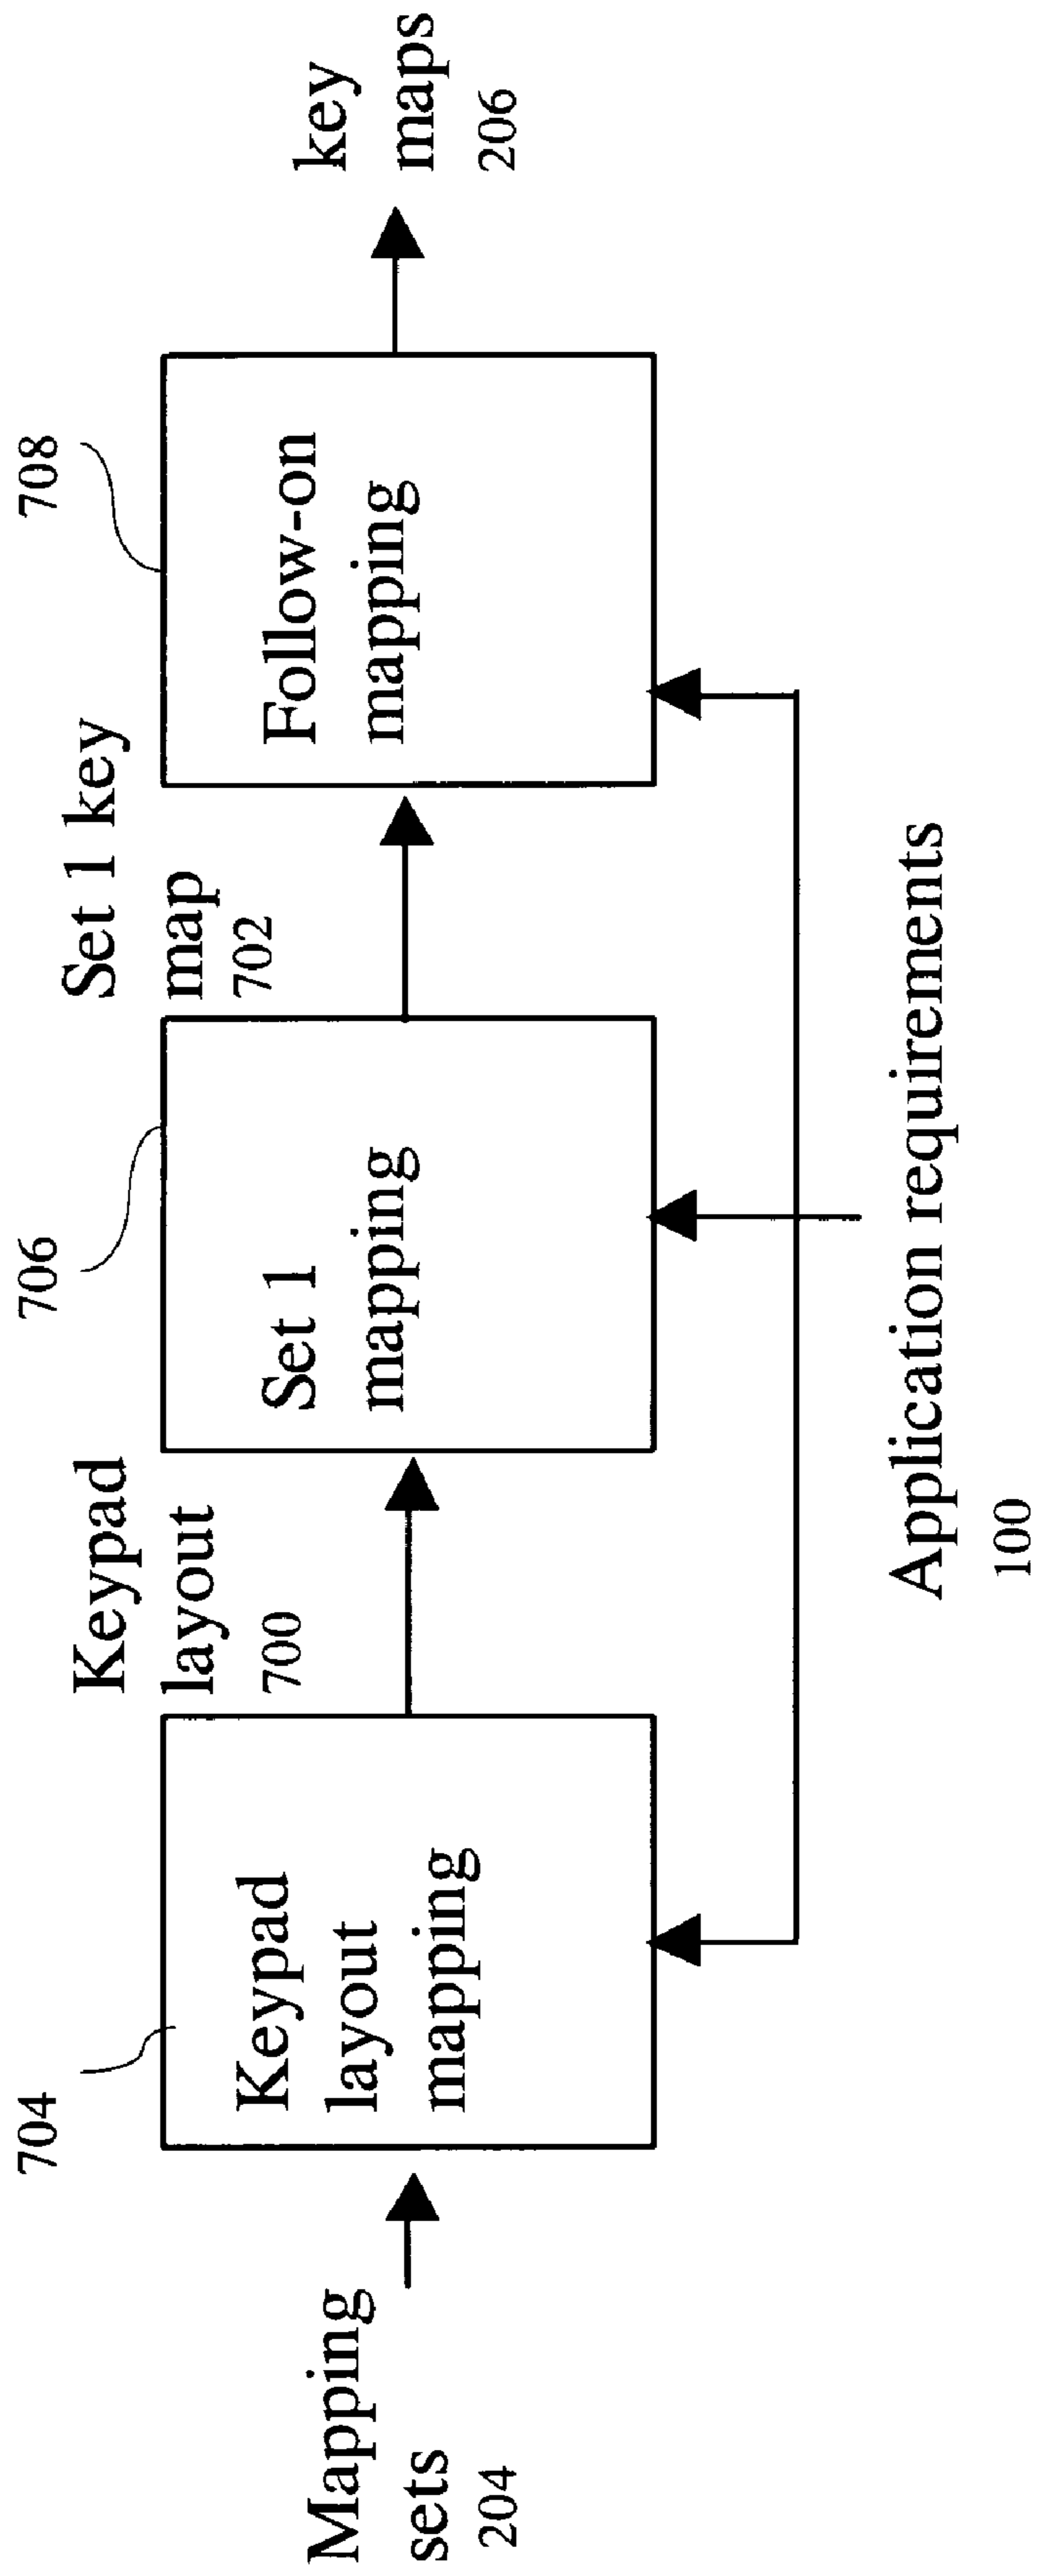 Mapping
sets
204
704
Keypad
layout
mapping
Keypad
layout
700
706
Set 1
mapping
Set 1 key
map
702
708
Follow-on
mapping
key
maps
206
Application requirements
100